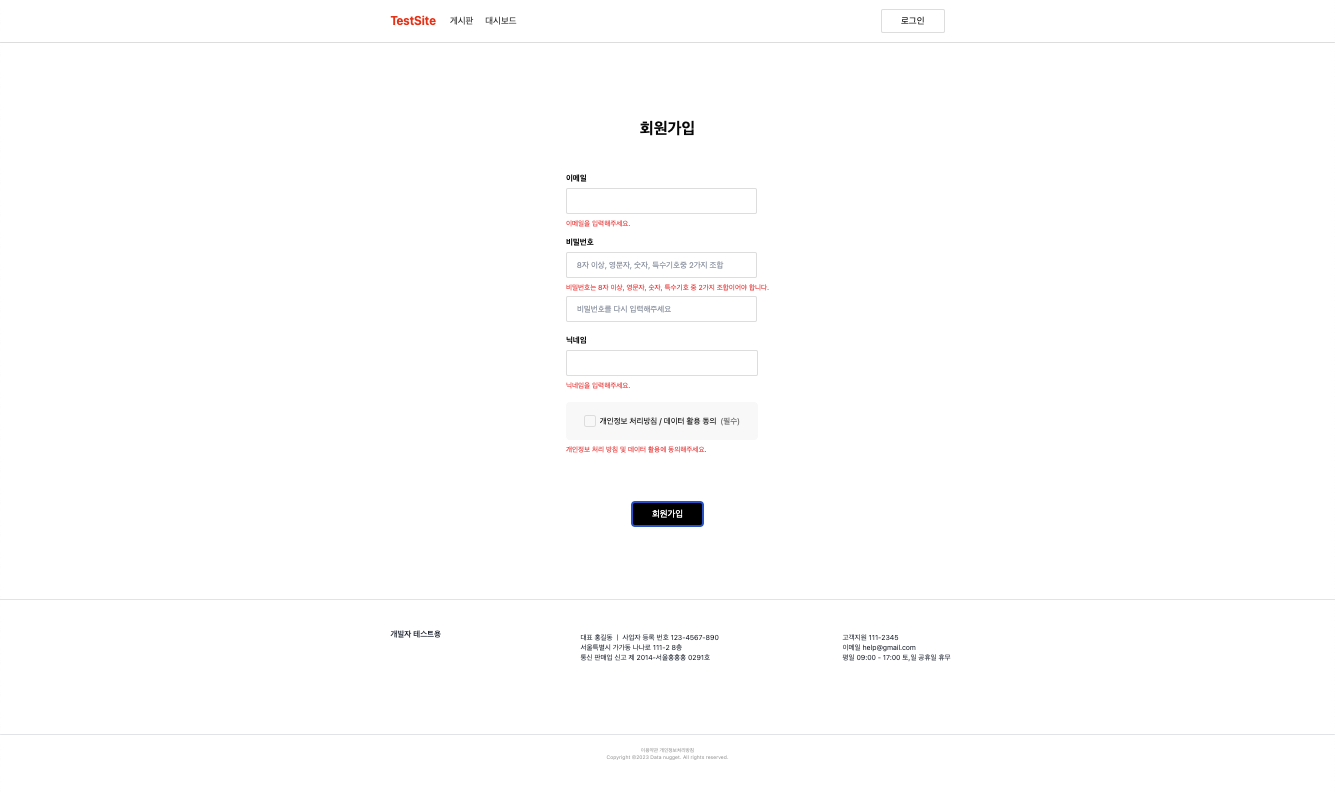 TestSite 게시판 대시보드 로그인
회원가입
이메일
이메일을 입력해주세요.
비밀번호
8자 이상, 영문자, 숫자, 특수기호중 2가지 조합
비밀번호는 8자 이상, 영문자, 숫자, 특수기호 중 2가지 조합이어야 합니다.
비밀번호를 다시 입력해주세요
닉네임
닉네임을 입력해주세요.
개인정보 처리방침 / 데이터 활용 동의 (필수)
개인정보 처리 방침 및 데이터 활용에 동의해주세요.
회원가입
개발자 테스트용
대표 홍길동 | 사업자 등록 번호 123-4567-890
서울특별시 가가동 나나로 111-2 8층
통신 판매업 신고 제 2014-서울홍홍홍 0291호
고객지원 111-2345
이메일 help@gmail.com
평일 09:00 - 17:00 토,일 공휴일 휴무
이용약관 개인정보처리방침
Copyright ©2023 Data nugget. All rights reserved.